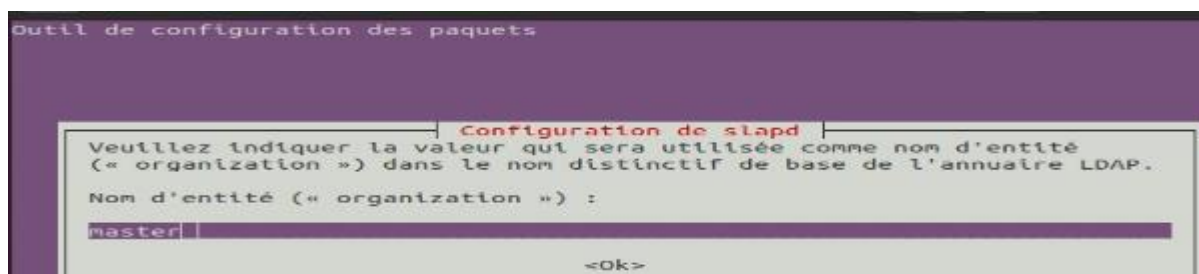 Outil de configuration des paquets
Configuration de slapd
Veuillez indiquer la valeur qui sera utilisée comme nom d'entité
(« organization ») dans le nom distinctif de base de l'annuaire LDAP.
Nom d'entité (« organization ») :
master
<Ok>